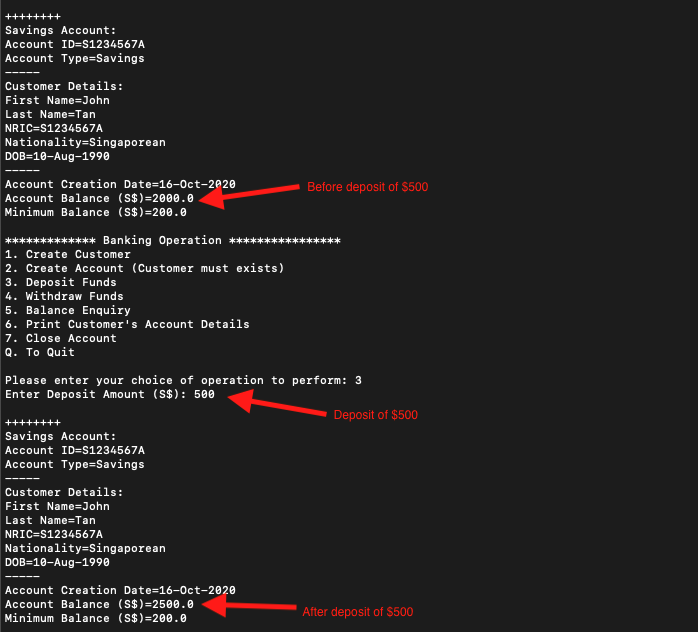 ++++++++
Savings Account:
Account ID=S1234567A
Account Type=Savings
-----
Customer Details:
First Name=John
Last Name=Tan
NRIC=S1234567A
Nationality=Singaporean
DOB=10-Aug-1990
-----
Account Creation Date=16-Oct-2020
Before deposit of $500
Account Balance (S$)=2000.0
Minimum Balance (S$)=200.0
************* Banking Operation ****************
1. Create Customer
2. Create Account (Customer must exists)
3. Deposit Funds
4. Withdraw Funds
5. Balance Enquiry
6. Print Customer's Account Details
7. Close Account
Q. To Quit
Please enter your choice of operation to perform: 3
Enter Deposit Amount (S$): 500
Deposit of $500
++++++++
Savings Account:
Account ID=S1234567A
Account Type=Savings
-----
Customer Details:
First Name=John
Last Name=Tan
NRIC=S1234567A
Nationality=Singaporean
DOB=10-Aug-1990
-----
Account Creation Date=16-Oct-2020
Account Balance (S$)=2500.0
After deposit of $500
Minimum Balance (S$)=200.0